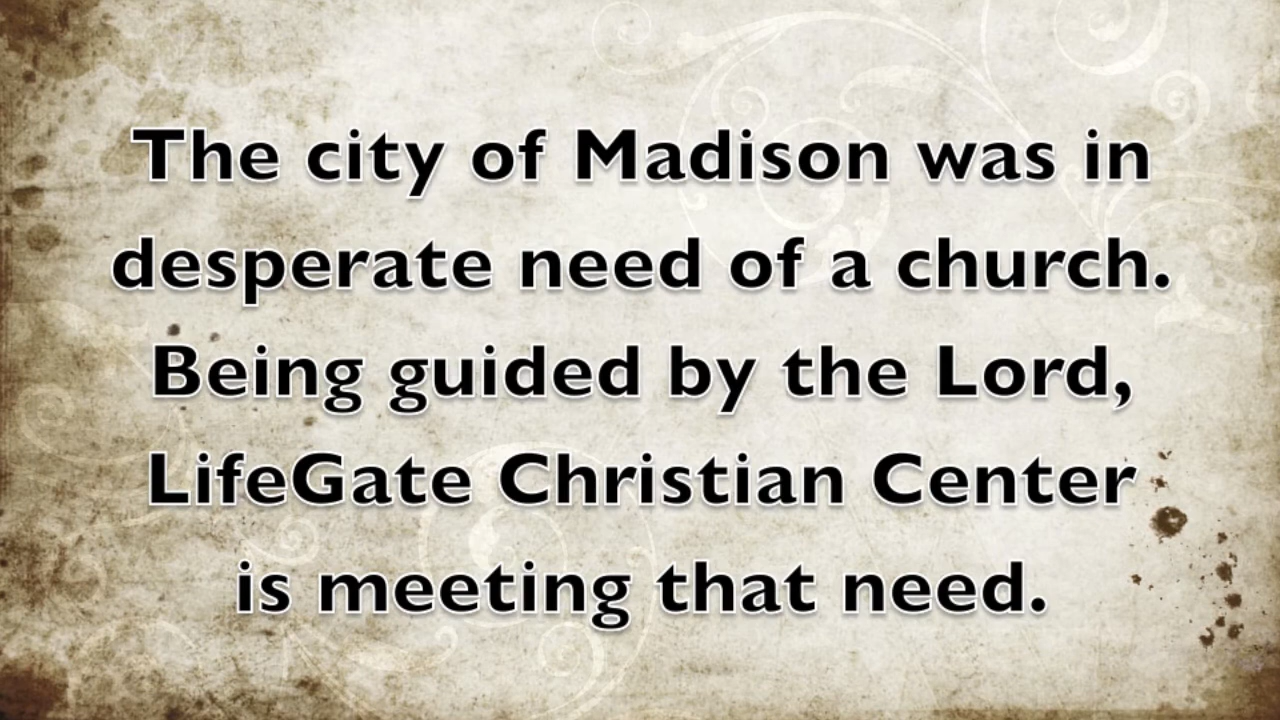 The city of Madison was in
desperate need of a church.
Being guided by the Lord,
LifeGate Christian Center
is meeting that need.